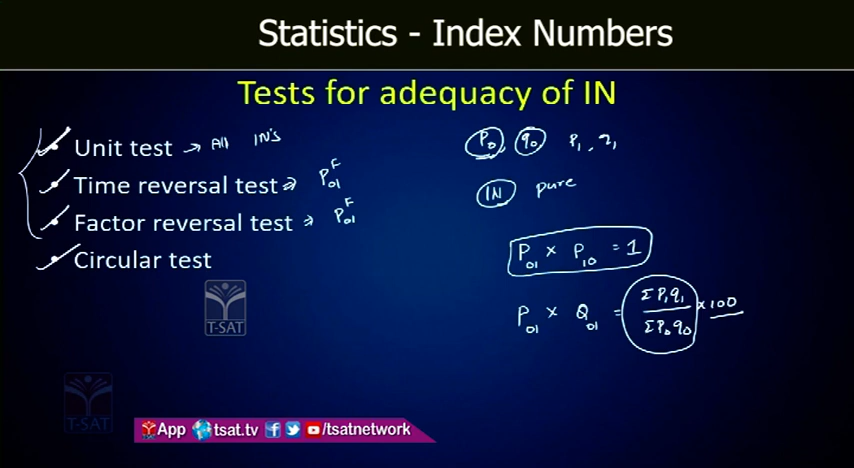 Statistics - Index Numbers
Tests for adequacy of IN
Unit test → All IN's
Time reversal test → P₀₁ᶠ
Factor reversal test → P₀₁ᶠ
Circular test
P₀, q₀ P₁, q₁
IN pure
P₀₁ × P₁₀ = 1
P₀₁ × Q₀₁ = ΣP₁q₁ / ΣP₀q₀ × 100
T-SAT
T-SAT
App tsat.tv /tsatnetwork